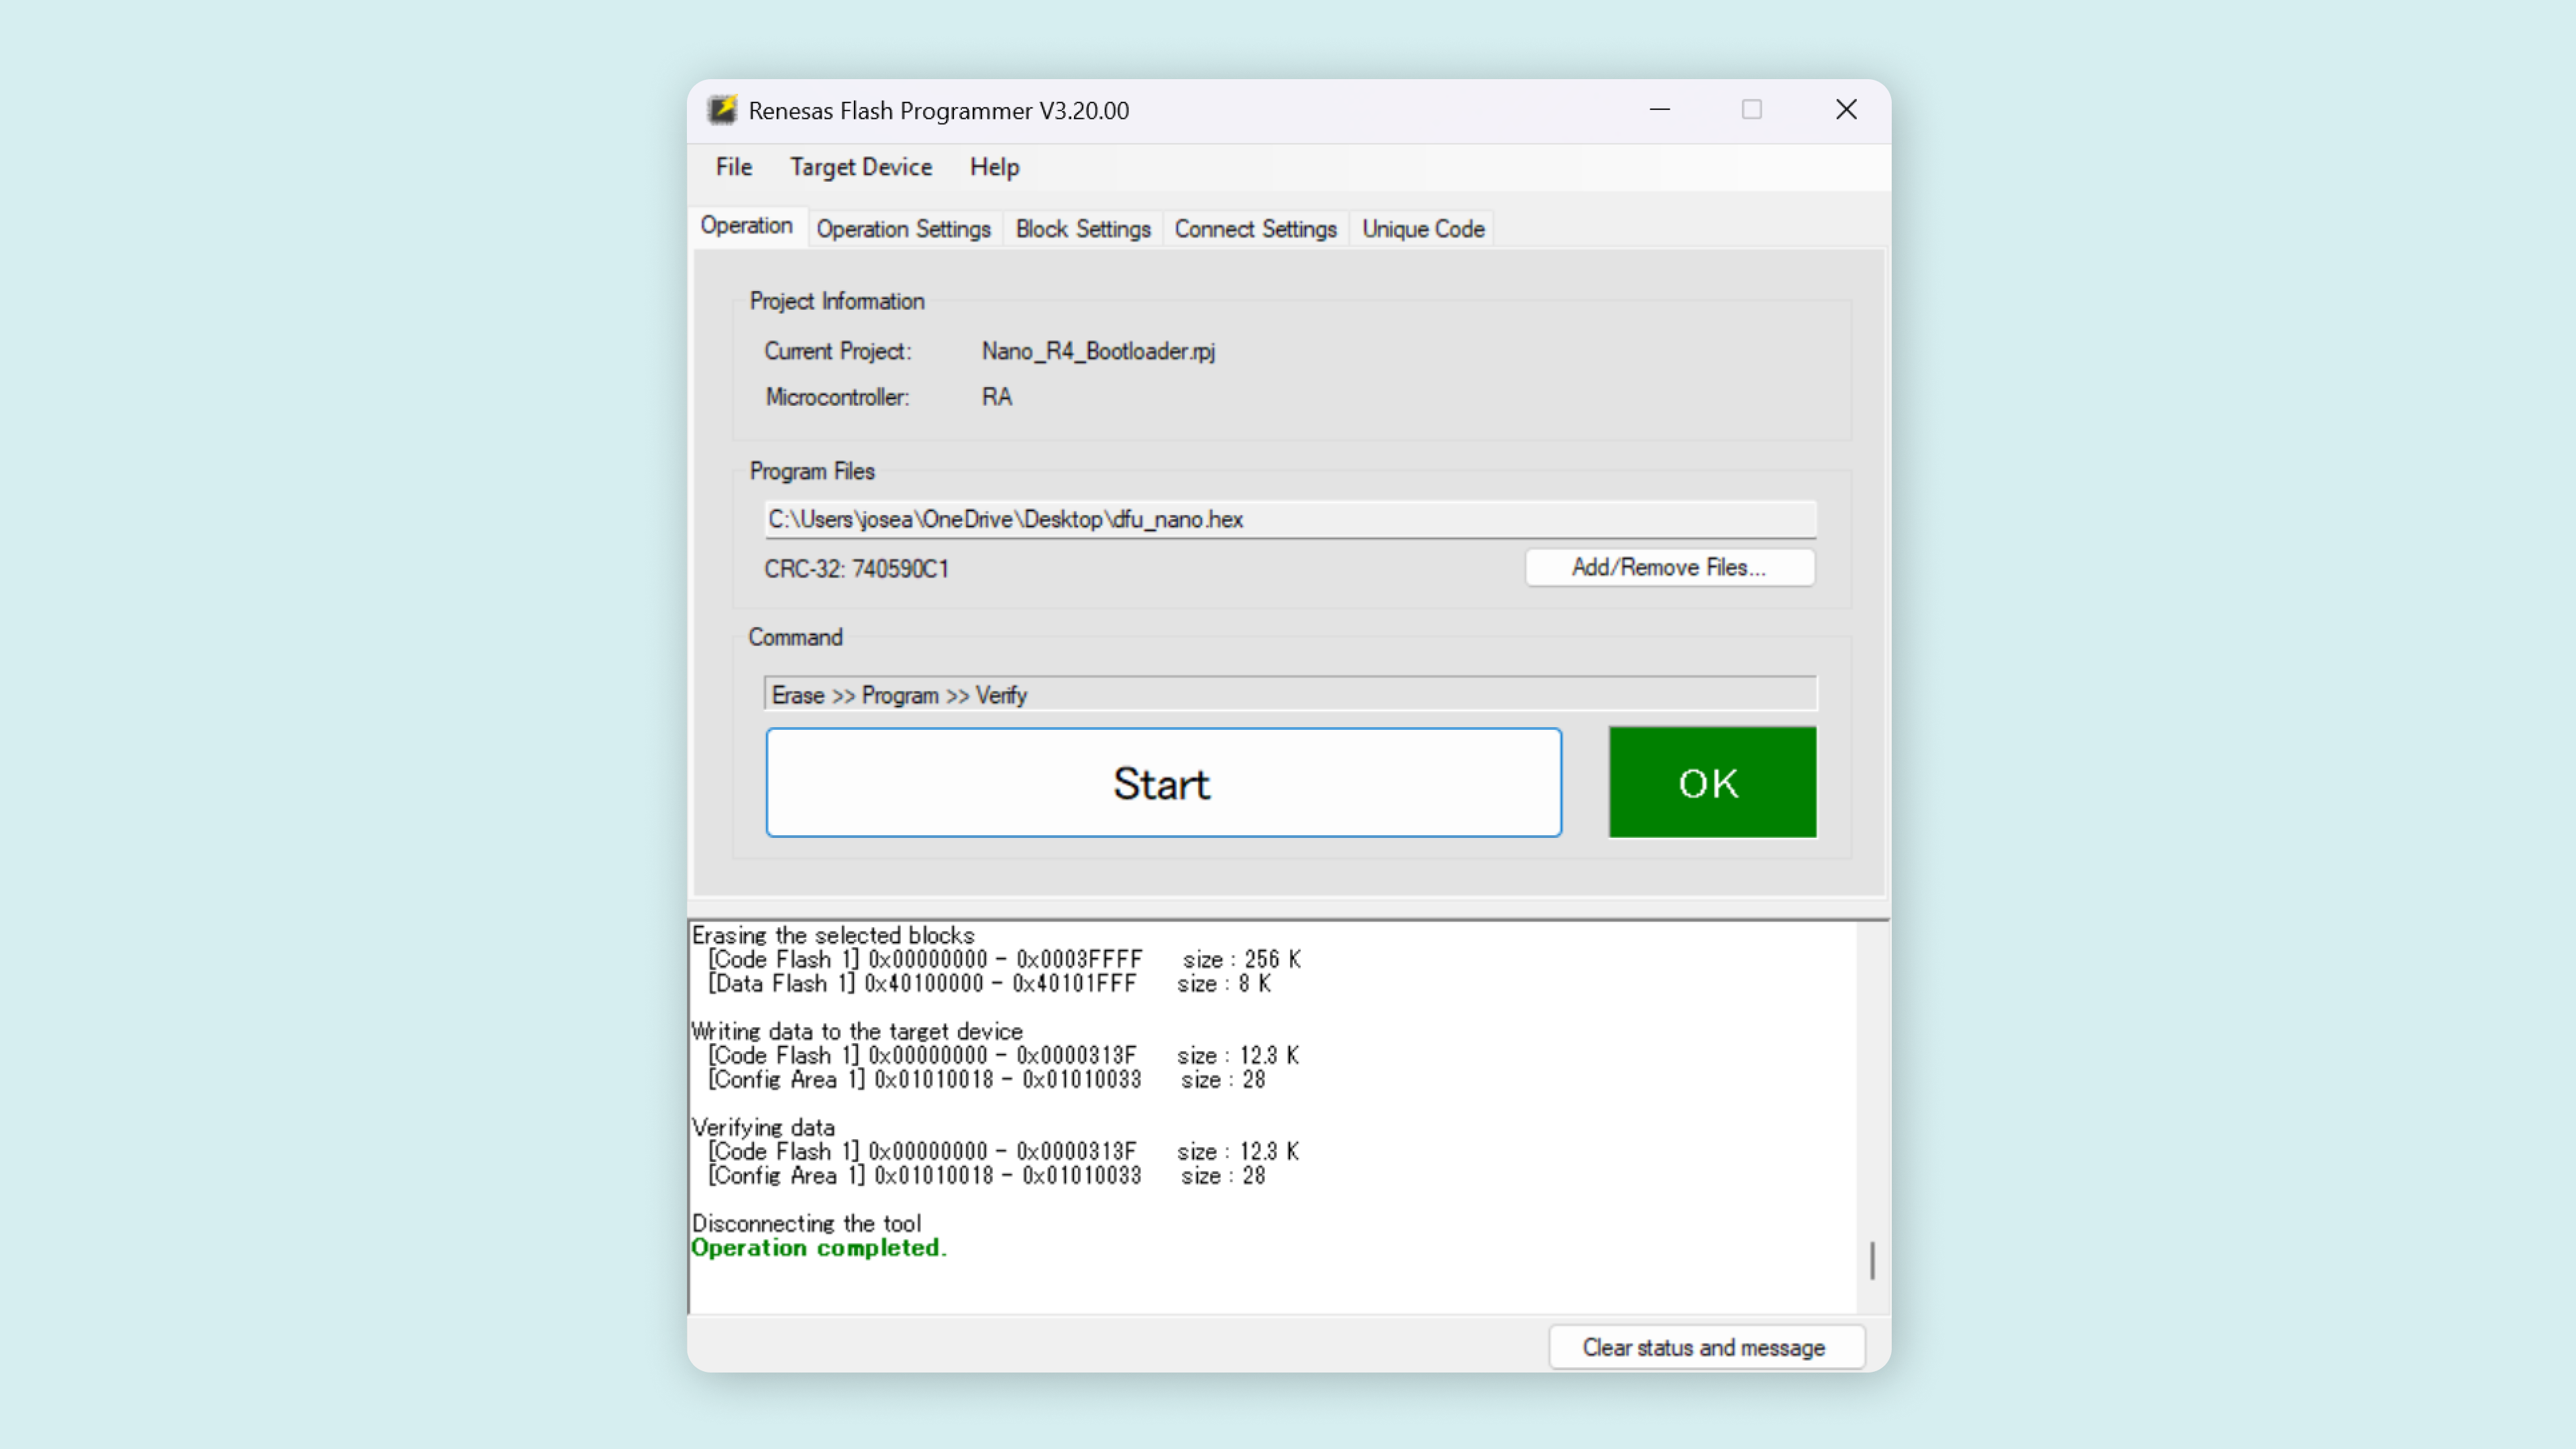 Renesas Flash Programmer V3.20.00
File Target Device Help
Operation Operation Settings Block Settings Connect Settings Unique Code
Project Information
Current Project: Nano_R4_Bootloader.rpj
Microcontroller: RA
Program Files
C:\Users\josea\OneDrive\Desktop\dfu_nano.hex
CRC-32: 740590C1 Add/Remove Files...
Command
Erase >> Program >> Verify
Start OK
Erasing the selected blocks
[Code Flash 1] 0x00000000 - 0x0003FFFF size : 256 K
[Data Flash 1] 0x40100000 - 0x40101FFF size : 8 K
Writing data to the target device
[Code Flash 1] 0x00000000 - 0x0000313F size : 12.3 K
[Config Area 1] 0x01010018 - 0x01010033 size : 28
Verifying data
[Code Flash 1] 0x00000000 - 0x0000313F size : 12.3 K
[Config Area 1] 0x01010018 - 0x01010033 size : 28
Disconnecting the tool
Operation completed.
Clear status and message